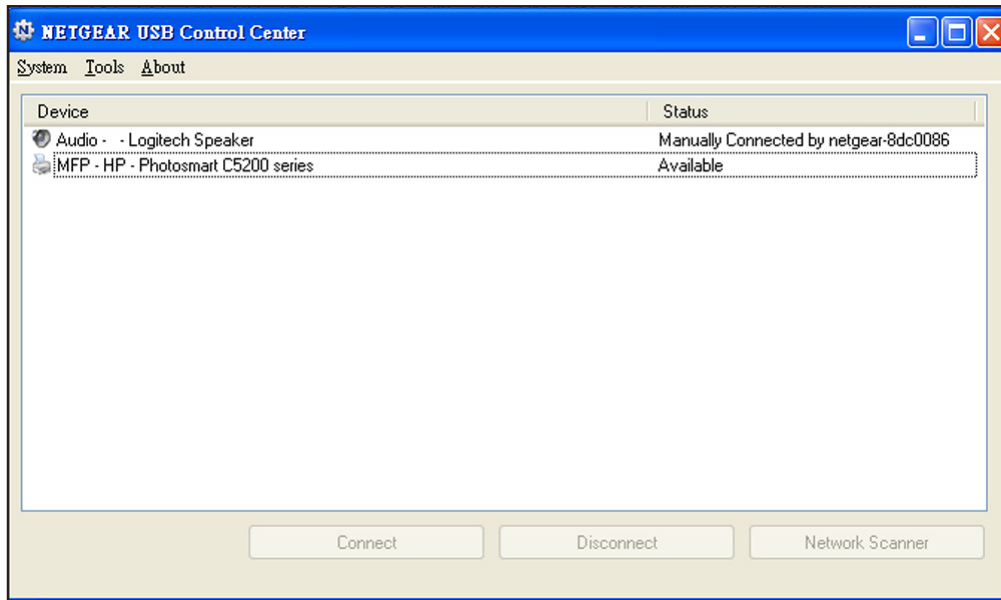 NETGEAR USB Control Center
System Tools About
Device Status
Audio - - Logitech Speaker Manually Connected by netgear-8dc0086
MFP - HP - Photosmart C5200 series Available
Connect Disconnect Network Scanner